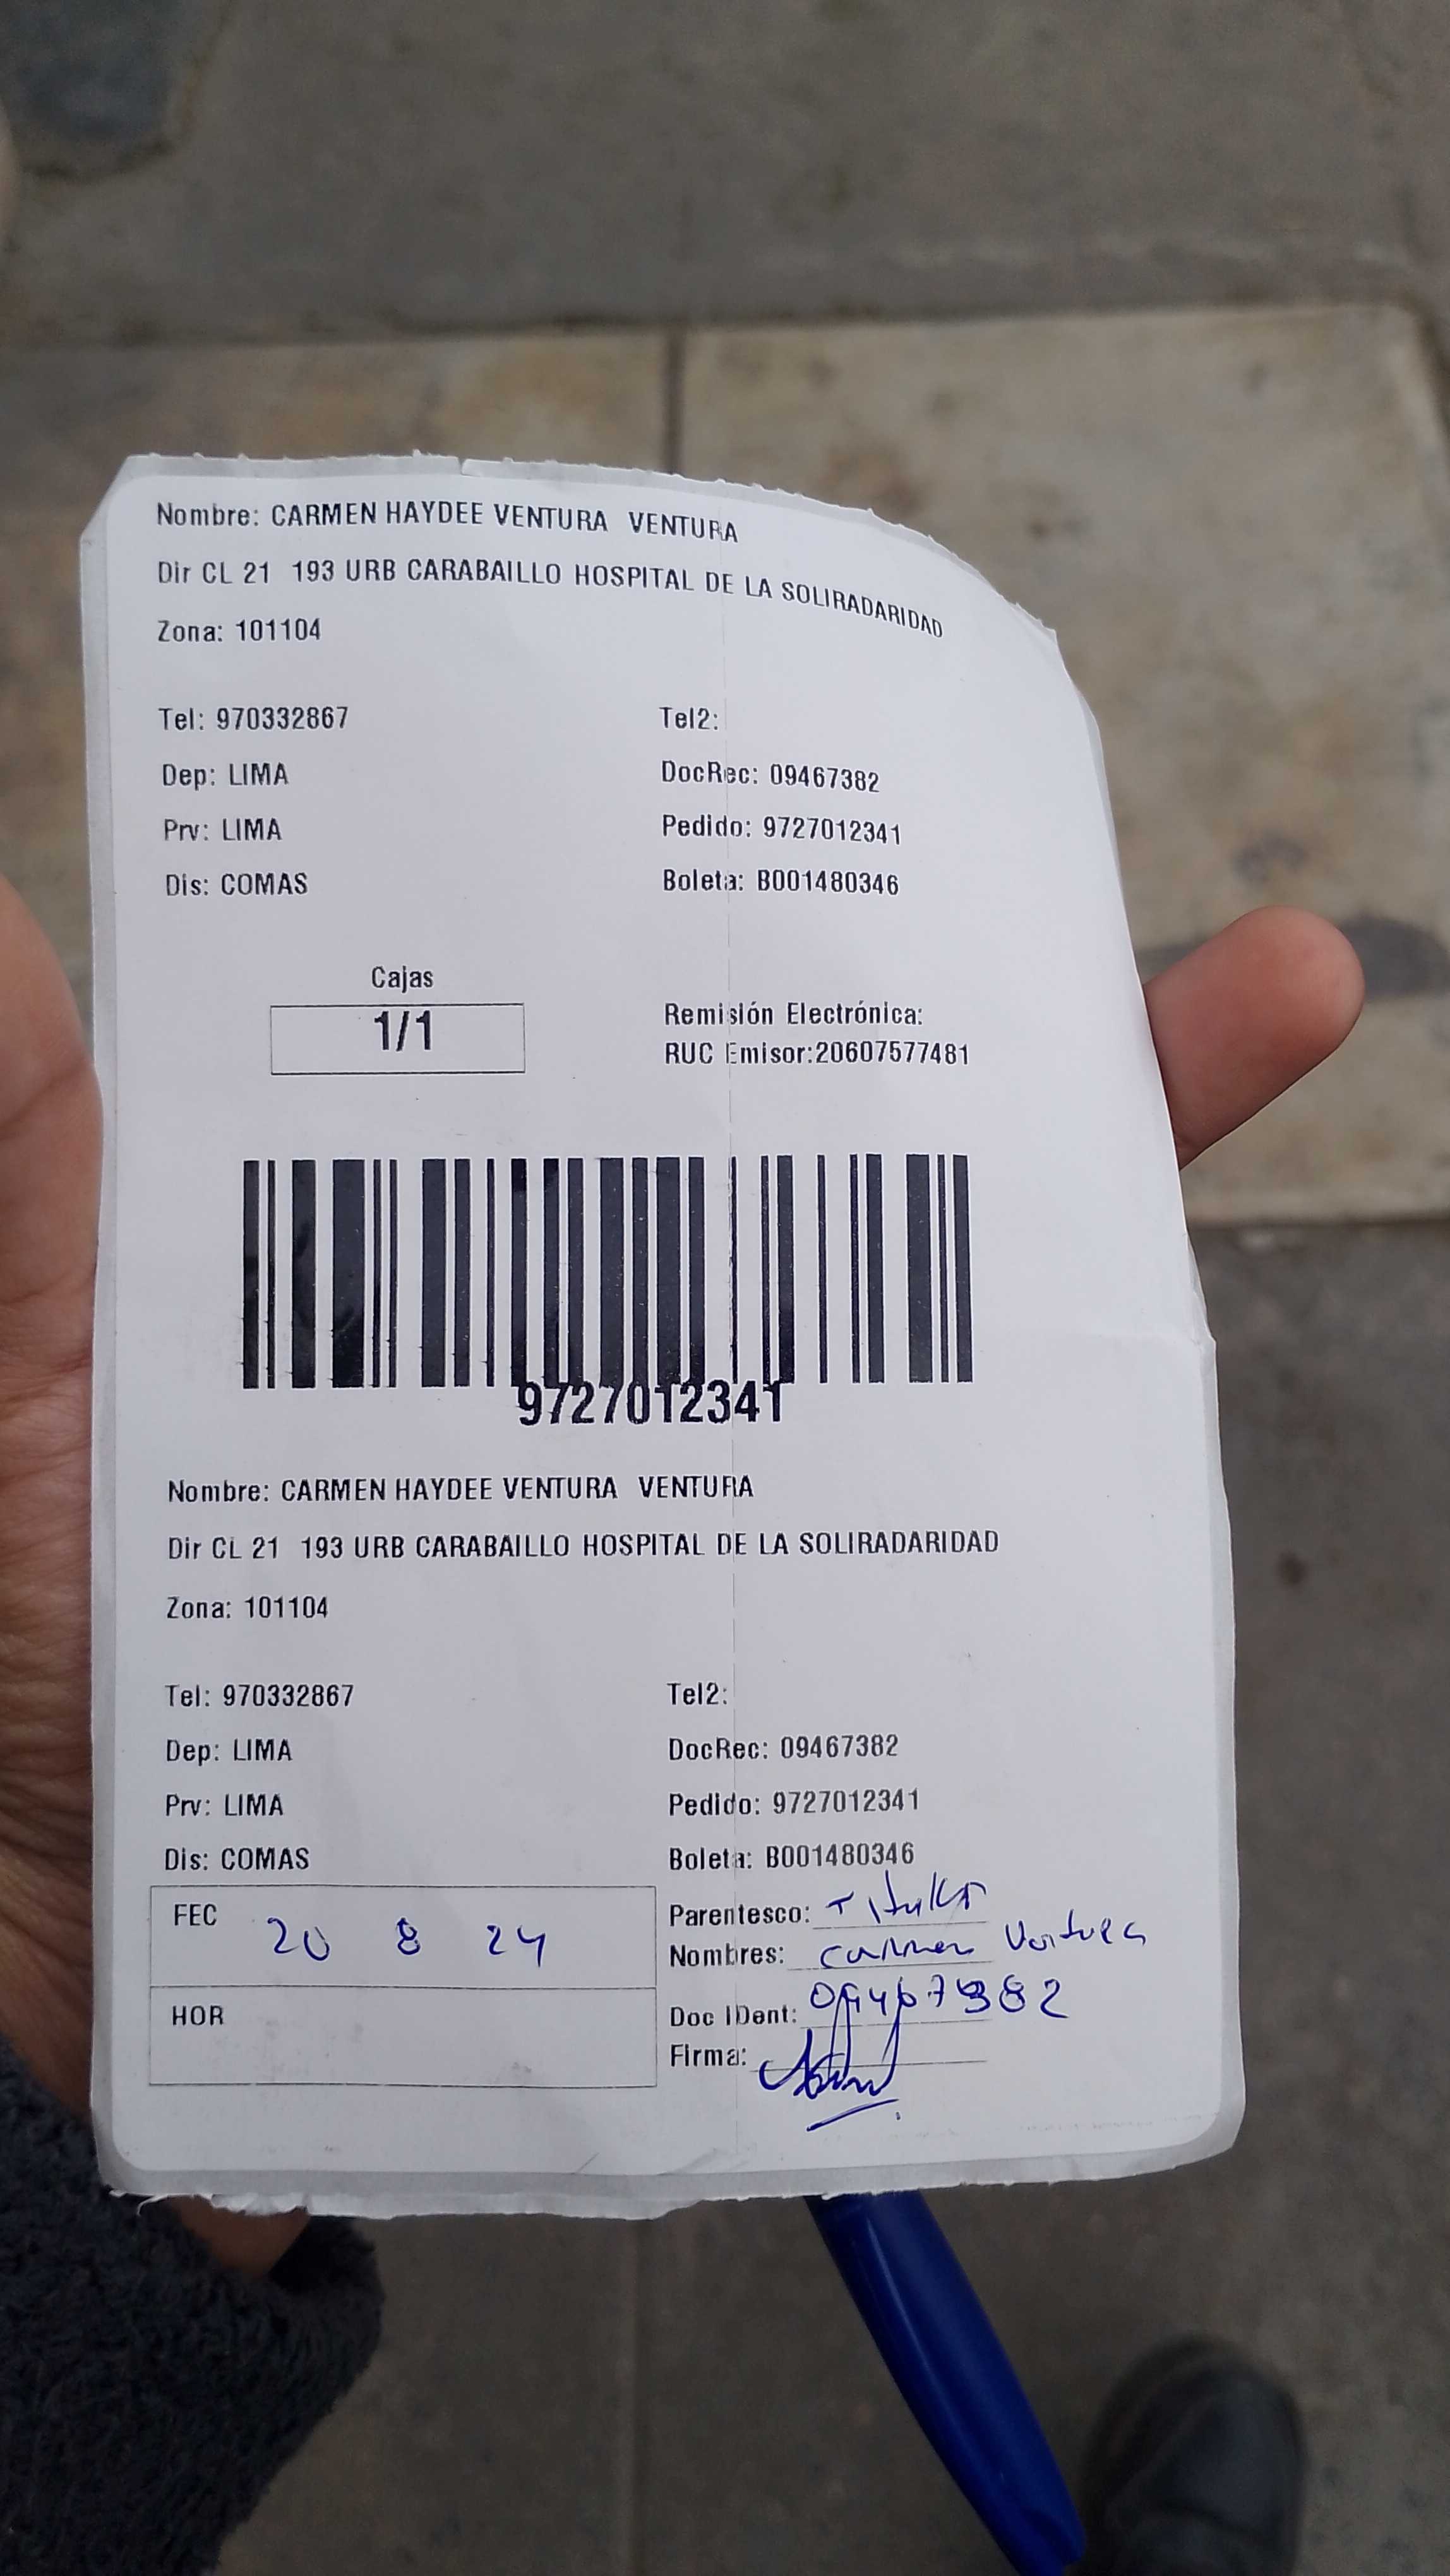 Nombre: CARMEN HAYDEE VENTURA VENTURA
Dir CL 21 193 URB CARABAILLO HOSPITAL DE LA SOLIRADARIDAD
Zona: 101104
Tel: 970332867 Tel2:
Dep: LIMA DocRec: 09467382
Prv: LIMA Pedido: 9727012341
Dis: COMAS Boleta: B001480346
Cajas
1/1
Remisión Electrónica:
RUC Emisor:20607577481
9727012341
Nombre: CARMEN HAYDEE VENTURA VENTURA
Dir CL 21 193 URB CARABAILLO HOSPITAL DE LA SOLIRADARIDAD
Zona: 101104
Tel: 970332867 Tel2:
Dep: LIMA DocRec: 09467382
Prv: LIMA Pedido: 9727012341
Dis: COMAS Boleta: B001480346
FEC 20 8 24
HOR
Parentesco: Titular
Nombres: Carmen Ventura
Doc IDent: 09467382
Firma: